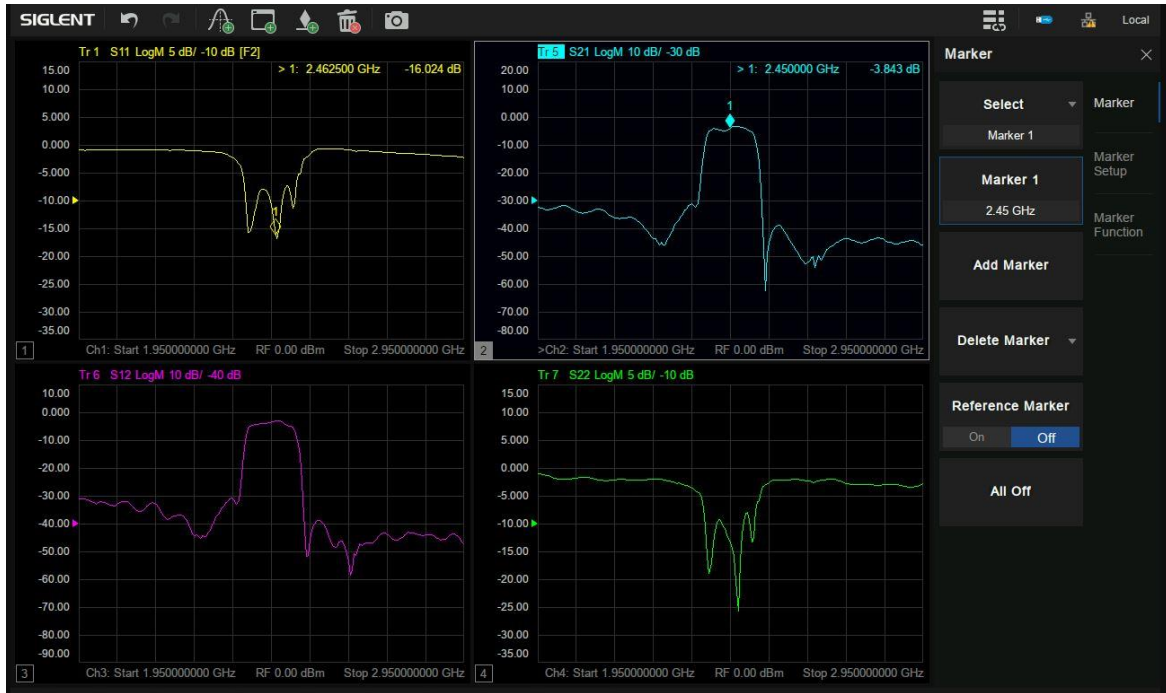 SIGLENT
Local
Tr 1 S11 LogM 5 dB/ -10 dB [F2]
> 1: 2.462500 GHz -16.024 dB
15.00
10.00
5.000
0.000
-5.000
-10.00
-15.00
-20.00
-25.00
-30.00
-35.00
1
1 Ch1: Start 1.950000000 GHz RF 0.00 dBm Stop 2.950000000 GHz
Tr 5 S21 LogM 10 dB/ -30 dB
> 1: 2.450000 GHz -3.843 dB
20.00
10.00
0.000
-10.00
-20.00
-30.00
-40.00
-50.00
-60.00
-70.00
-80.00
1
2 >Ch2: Start 1.950000000 GHz RF 0.00 dBm Stop 2.950000000 GHz
Tr 6 S12 LogM 10 dB/ -40 dB
10.00
0.000
-10.00
-20.00
-30.00
-40.00
-50.00
-60.00
-70.00
-80.00
-90.00
3 Ch3: Start 1.950000000 GHz RF 0.00 dBm Stop 2.950000000 GHz
Tr 7 S22 LogM 5 dB/ -10 dB
15.00
10.00
5.000
0.000
-5.000
-10.00
-15.00
-20.00
-25.00
-30.00
-35.00
4 Ch4: Start 1.950000000 GHz RF 0.00 dBm Stop 2.950000000 GHz
Marker
Select
Marker 1
Marker 1
2.45 GHz
Add Marker
Delete Marker
Reference Marker
On Off
All Off
Marker
Marker
Setup
Marker
Function